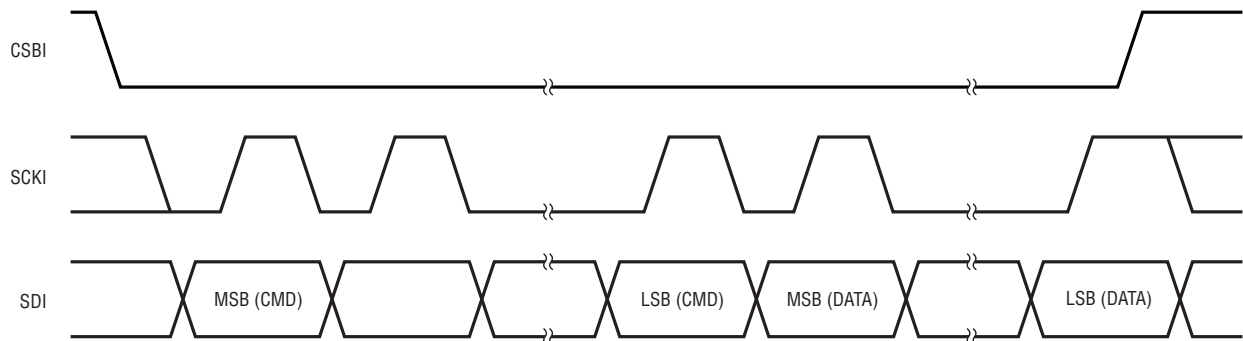 CSBI
SCKI
SDI
MSB (CMD)
LSB (CMD)
MSB (DATA)
LSB (DATA)